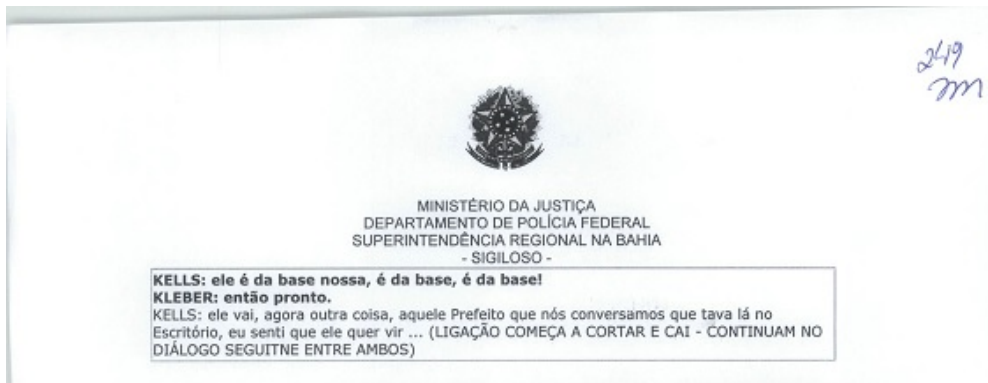 249
MINISTÉRIO DA JUSTIÇA
DEPARTAMENTO DE POLÍCIA FEDERAL
SUPERINTENDÊNCIA REGIONAL NA BAHIA
- SIGILOSO -
KELLS: ele é da base nossa, é da base, é da base!
KLEBER: então pronto.
KELLS: ele vai, agora outra coisa, aquele Prefeito que nós conversamos que tava lá no
Escritório, eu senti que ele quer vir ... (LIGAÇÃO COMEÇA A CORTAR E CAI - CONTINUAM NO
DIÁLOGO SEGUITNE ENTRE AMBOS)